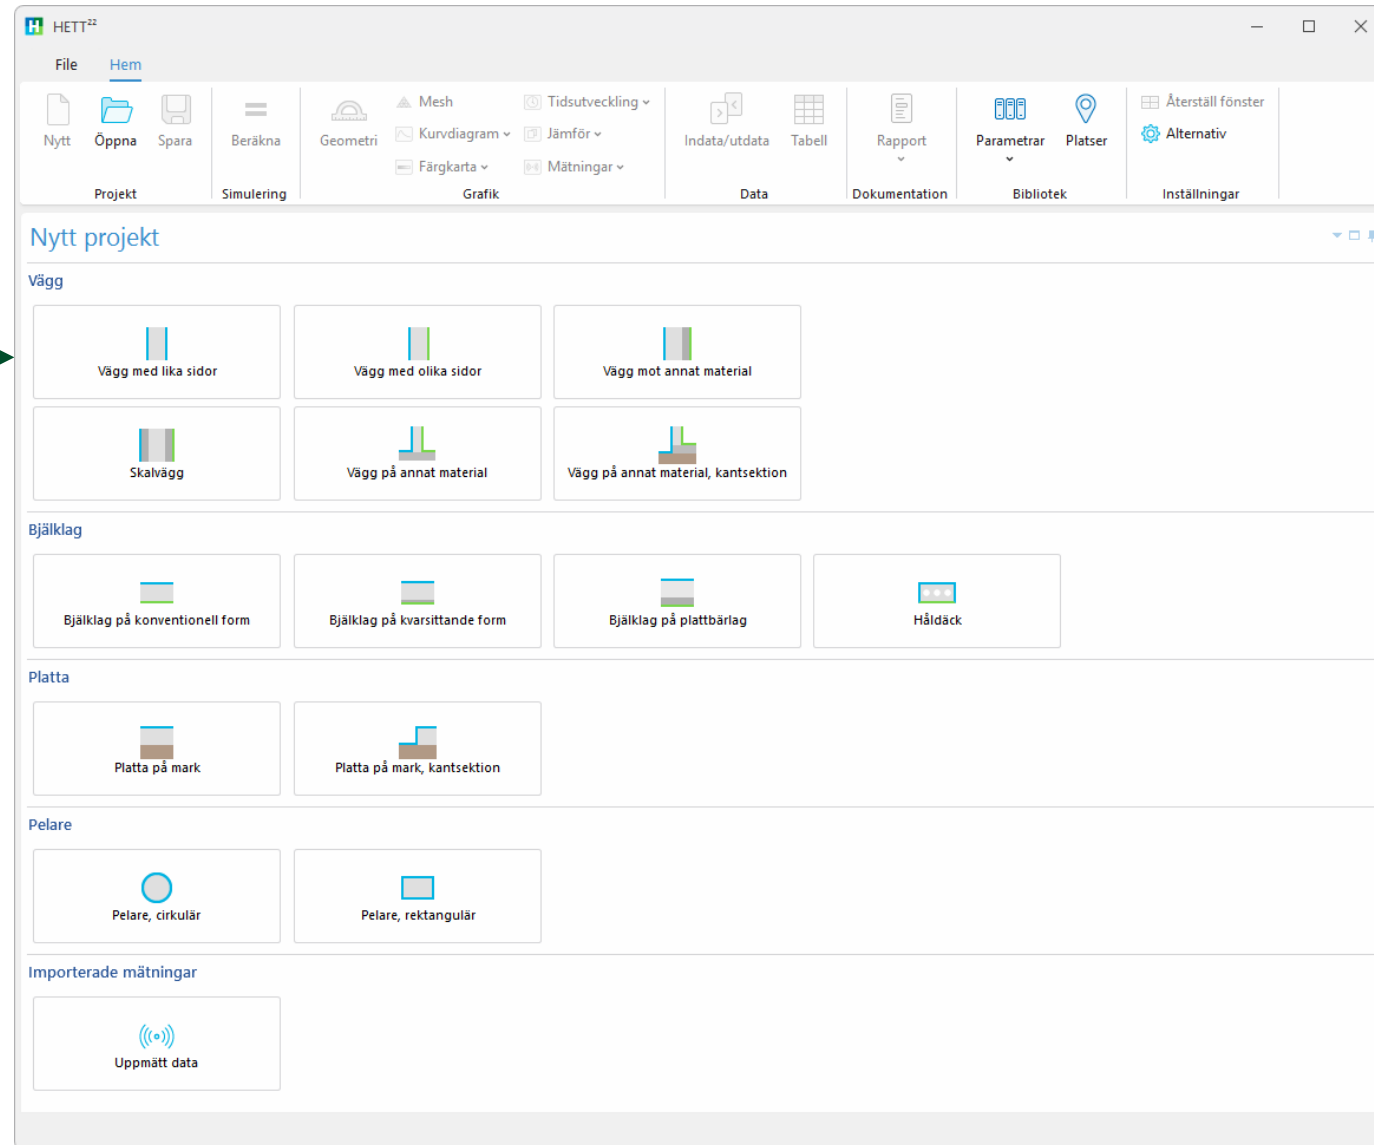 HETT²²
File Hem
Nytt Öppna Spara
Projekt
Beräkna
Simulering
Geometri
Mesh
Kurvdiagram
Färgkarta
Tidsutveckling
Jämför
Mätningar
Grafik
Indata/utdata Tabell
Data
Rapport
Dokumentation
Parametrar Platser
Bibliotek
Återställ fönster
Alternativ
Inställningar
Nytt projekt
Vägg
Vägg med lika sidor
Vägg med olika sidor
Vägg mot annat material
Skalvägg
Vägg på annat material
Vägg på annat material, kantsektion
Bjälklag
Bjälklag på konventionell form
Bjälklag på kvarsittande form
Bjälklag på plattbärlag
Håldäck
Platta
Platta på mark
Platta på mark, kantsektion
Pelare
Pelare, cirkulär
Pelare, rektangulär
Importerade mätningar
Uppmätt data